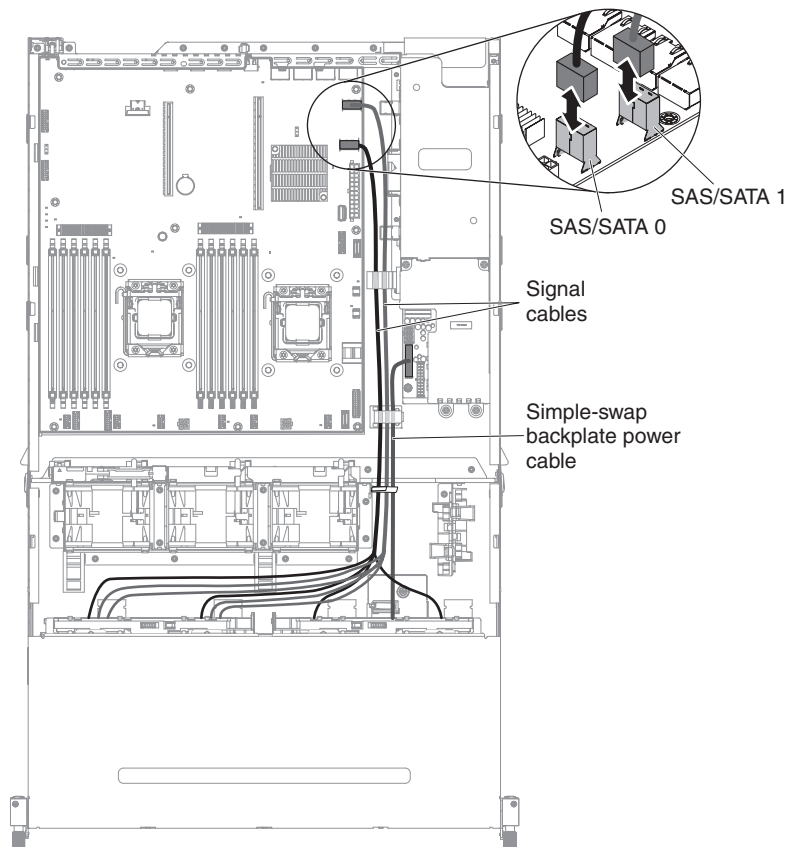 SAS/SATA 1
SAS/SATA 0
Signal
cables
Simple-swap
backplate power
cable